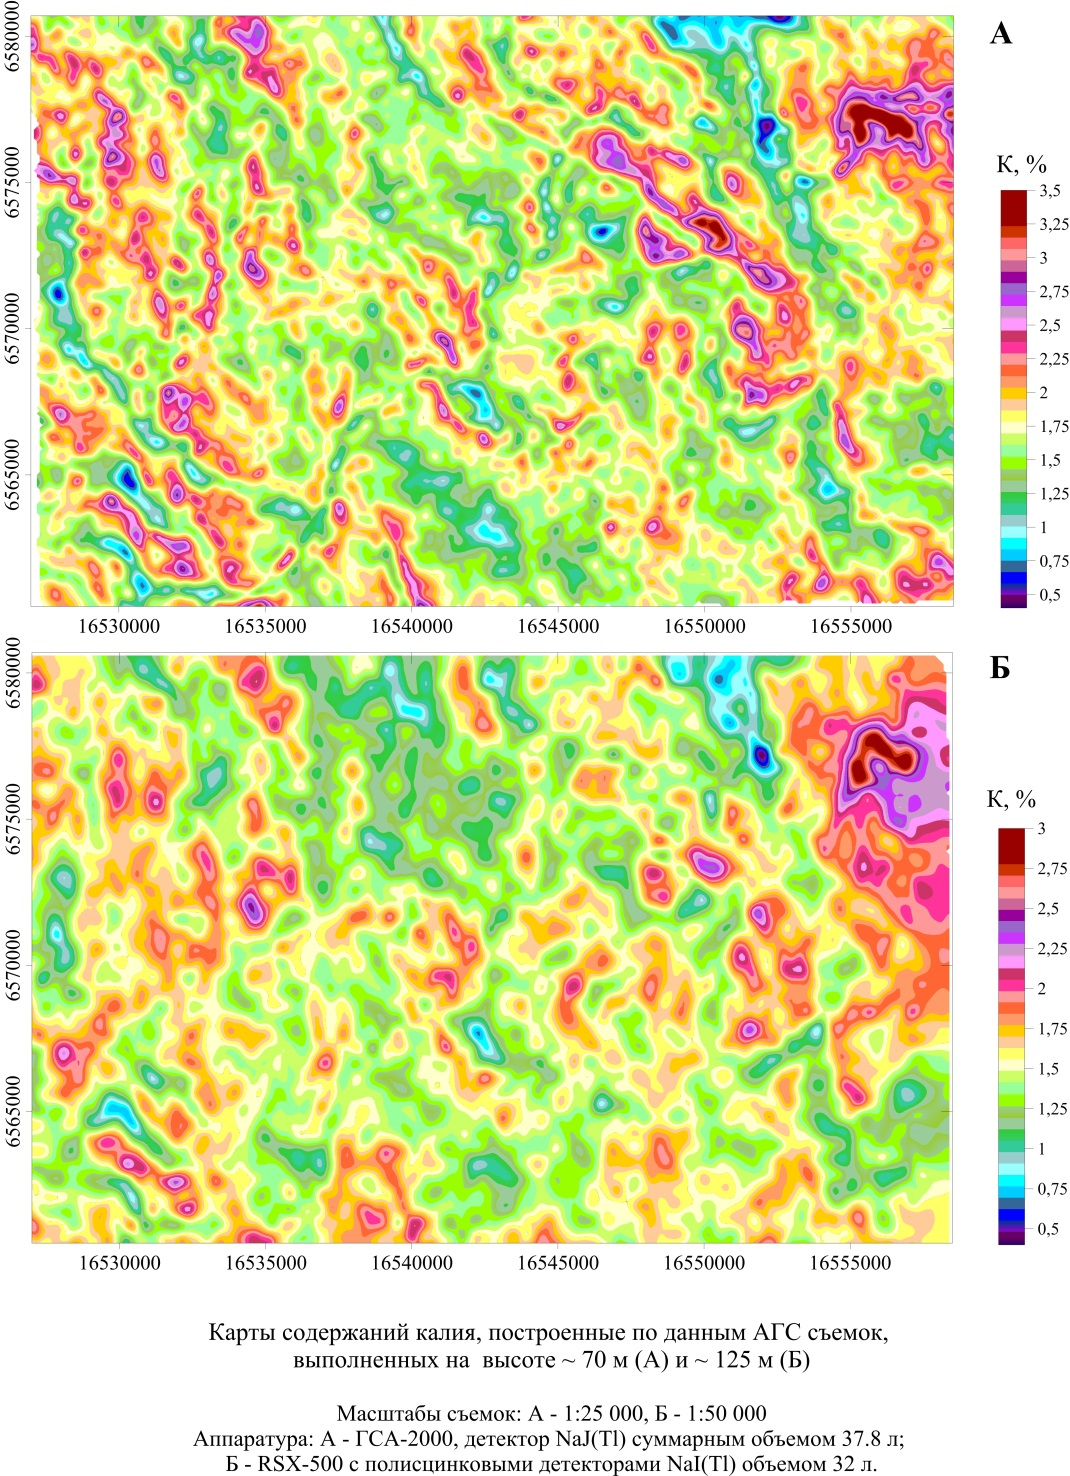 А
6580000
6575000
6570000
6565000
К, %
3,5
3,25
3
2,75
2,5
2,25
2
1,75
1,5
1,25
1
0,75
0,5
16530000 16535000 16540000 16545000 16550000 16555000
Б
6580000
6575000
6570000
6565000
К, %
3
2,75
2,5
2,25
2
1,75
1,5
1,25
1
0,75
0,5
16530000 16535000 16540000 16545000 16550000 16555000
Карты содержаний калия, построенные по данным АГС съемок,
выполненных на высоте ~ 70 м (А) и ~ 125 м (Б)
Масштабы съемок: А - 1:25 000, Б - 1:50 000
Аппаратура: А - ГСА-2000, детектор NaJ(Tl) суммарным объемом 37.8 л;
Б - RSX-500 с полисцинковыми детекторами NaI(Tl) объемом 32 л.